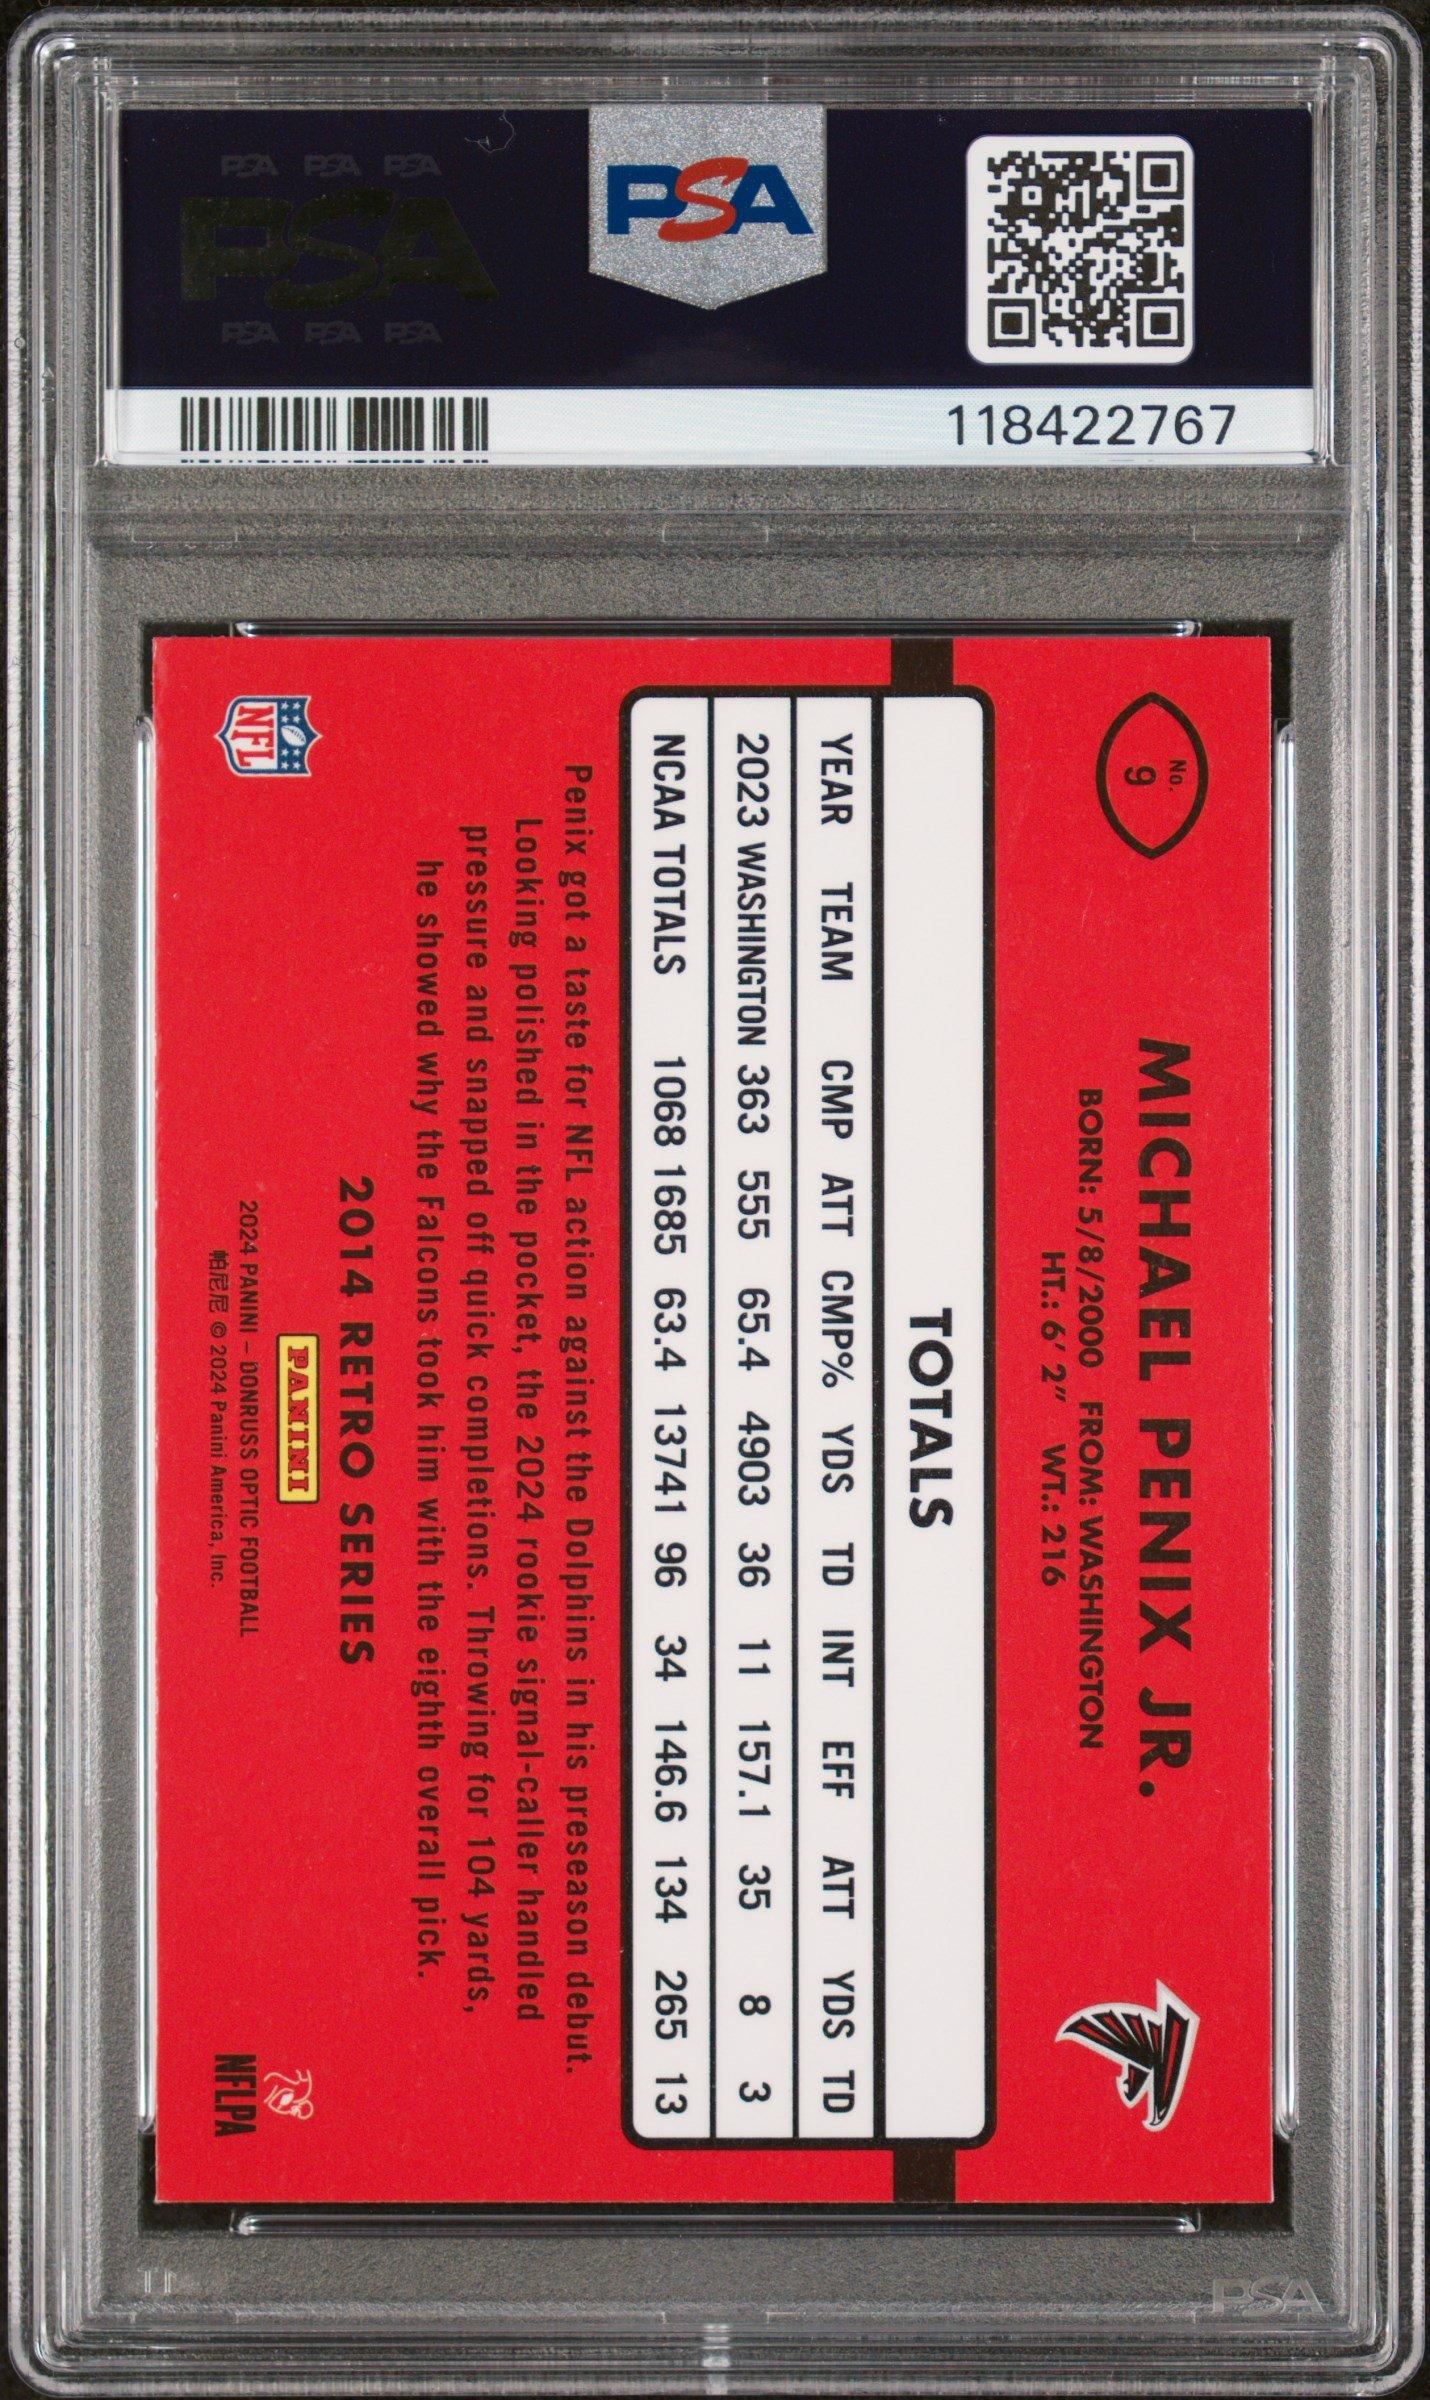 PSA PSA PSA
PSA
PSA PSA PSA
PSA
118422767
No.
9
MICHAEL PENIX JR.
BORN: 5/8/2000 FROM: WASHINGTON
HT.: 6' 2" WT.: 216
TOTALS
YEAR TEAM CMP ATT CMP% YDS TD INT EFF ATT YDS TD
2023 WASHINGTON 363 555 65.4 4903 36 11 157.1 35 8 3
NCAA TOTALS 1068 1685 63.4 13741 96 34 146.6 134 265 13
Penix got a taste for NFL action against the Dolphins in his preseason debut.
Looking polished in the pocket, the 2024 rookie signal-caller handled
pressure and snapped off quick completions. Throwing for 104 yards,
he showed why the Falcons took him with the eighth overall pick.
2014 RETRO SERIES
PANINI
2024 PANINI – DONRUSS OPTIC FOOTBALL
帕尼尼 © 2024 Panini America, Inc.
NFL
NFLPA
PSA